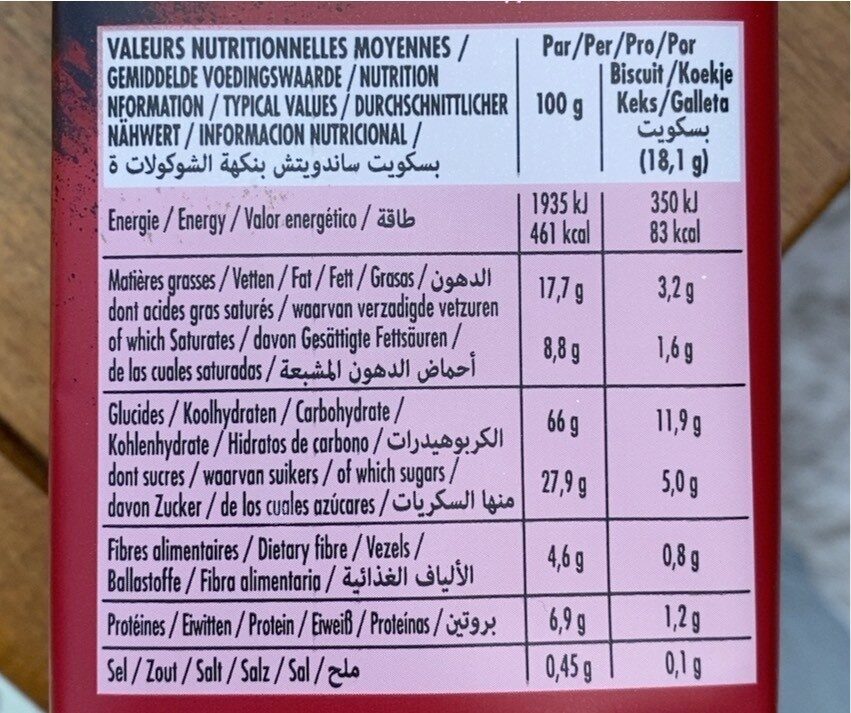 VALEURS NUTRITIONNELLES MOYENNES /
GEMIDDELDE VOEDINGSWAARDE / NUTRITION
NFORMATION / TYPICAL VALUES / DURCHSCHNITTLICHER
NÄHWERT / INFORMACION NUTRICIONAL /
بسكويت ساندويتش بنكهة الشوكولات ة
Par/Per/Pro/Por
100 g
Biscuit/Koekje
Keks/Galleta
بسكويت
(18,1 g)
Energie / Energy / Valor energético / طاقة
1935 kJ 350 kJ
461 kcal 83 kcal
Matières grasses / Vetten / Fat / Fett / Grasas / الدهون 17,7 g 3,2 g
dont acides gras saturés / waarvan verzadigde vetzuren
of which Saturates / davon Gesättigte Fettsäuren / 8,8 g 1,6 g
de las cuales saturadas / أحماض الدهون المشبعة
Glucides / Koolhydraten / Carbohydrate / 66 g 11,9 g
Kohlenhydrate / Hidratos de carbono / الكربوهيدرات
dont sucres / waarvan suikers / of which sugars / 27,9 g 5,0 g
davon Zucker / de los cuales azúcares / منها السكريات
Fibres alimentaires / Dietary fibre / Vezels / 4,6 g 0,8 g
Ballastoffe / Fibra alimentaria / الألياف الغذائية
Protéines / Eiwitten / Protein / Eiweiß / Proteínas / بروتين 6,9 g 1,2 g
Sel / Zout / Salt / Salz / Sal / ملح 0,45 g 0,1 g